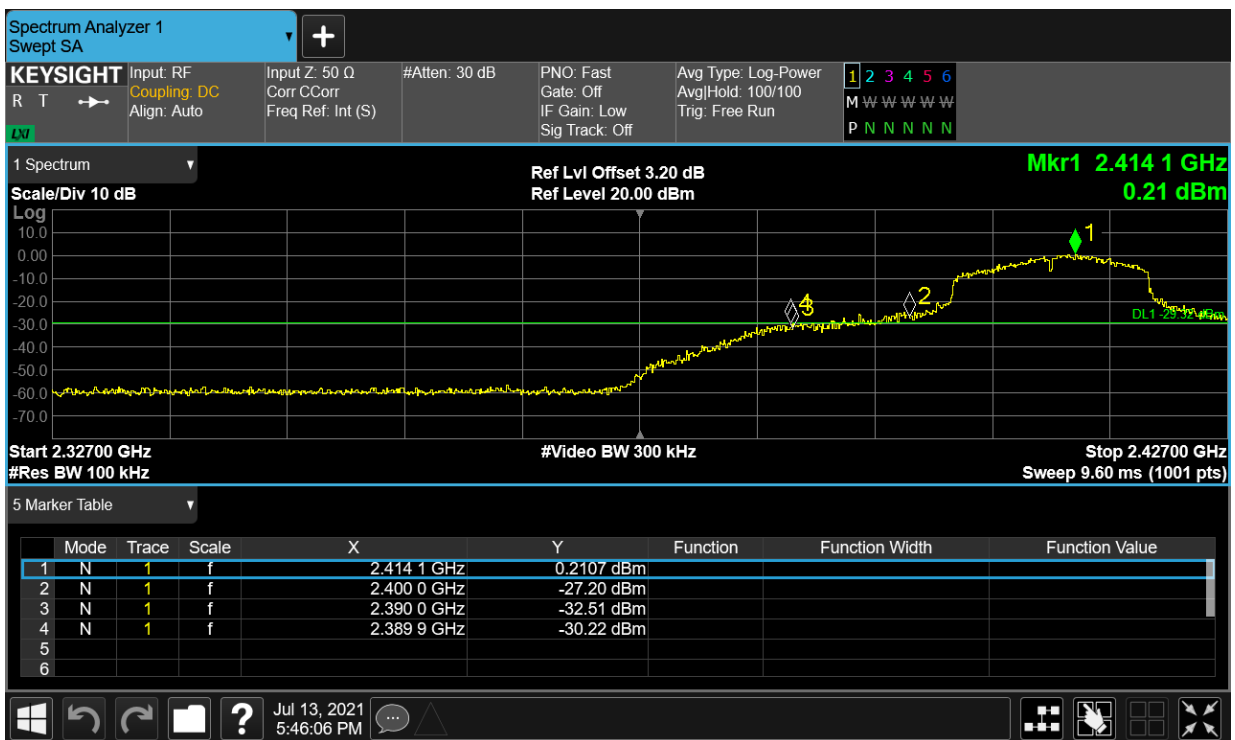 Spectrum Analyzer 1
Swept SA
+
KEYSIGHT Input: RF Input Z: 50 Ω #Atten: 30 dB PNO: Fast Avg Type: Log-Power 1 2 3 4 5 6
R T Coupling: DC Corr CCorr Gate: Off Avg|Hold: 100/100 M W W W W W
Align: Auto Freq Ref: Int (S) IF Gain: Low Trig: Free Run
LXI Sig Track: Off P N N N N N
1 Spectrum
Ref Lvl Offset 3.20 dB
Mkr1 2.414 1 GHz
Scale/Div 10 dB
Ref Level 20.00 dBm
0.21 dBm
Log
10.0
0.00
-10.0
-20.0
-30.0
-40.0
-50.0
-60.0
-70.0
1
2
4
3
DL1 -29.32 dBm
Start 2.32700 GHz #Video BW 300 kHz Stop 2.42700 GHz
#Res BW 100 kHz Sweep 9.60 ms (1001 pts)
5 Marker Table
Mode Trace Scale X Y Function Function Width Function Value
1 N 1 f 2.414 1 GHz 0.2107 dBm
2 N 1 f 2.400 0 GHz -27.20 dBm
3 N 1 f 2.390 0 GHz -32.51 dBm
4 N 1 f 2.389 9 GHz -30.22 dBm
5
6
?
Jul 13, 2021
5:46:06 PM